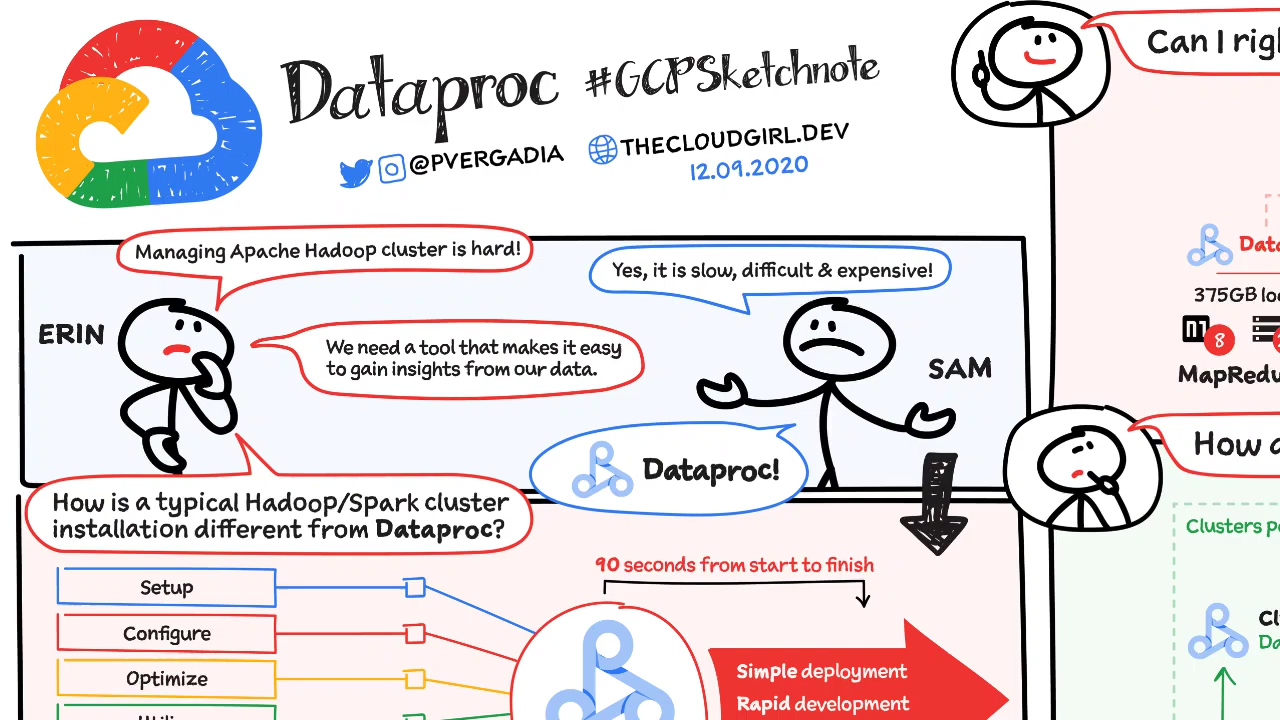 Dataproc #GCPSketchnote
@PVERGADIA
THECLOUDGIRL.DEV
12.09.2020
Managing Apache Hadoop cluster is hard!
Yes, it is slow, difficult & expensive!
ERIN
We need a tool that makes it easy
to gain insights from our data.
SAM
Dataproc!
How is a typical Hadoop/Spark cluster
installation different from Dataproc?
90 seconds from start to finish
Setup
Configure
Optimize
Simple deployment
Rapid development
Can I
375GB
8
How
Clusters